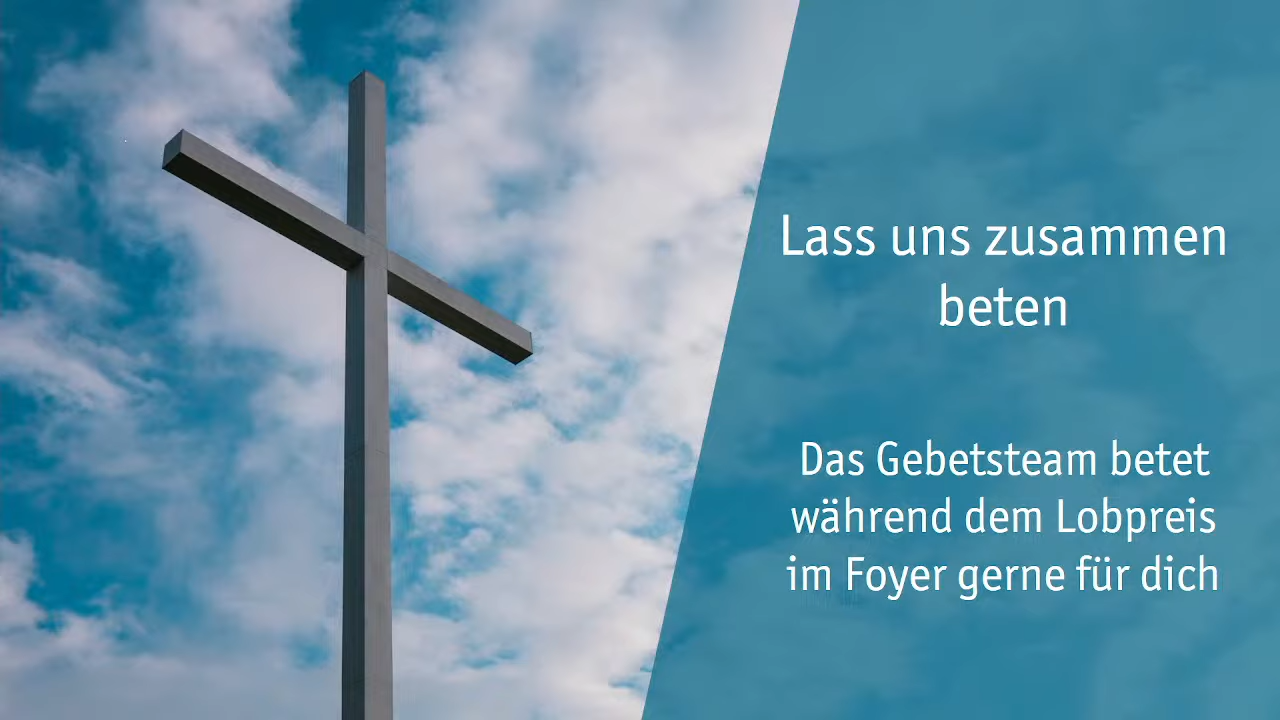 Lass uns zusammen
beten
Das Gebetsteam betet
während dem Lobpreis
im Foyer gerne für dich